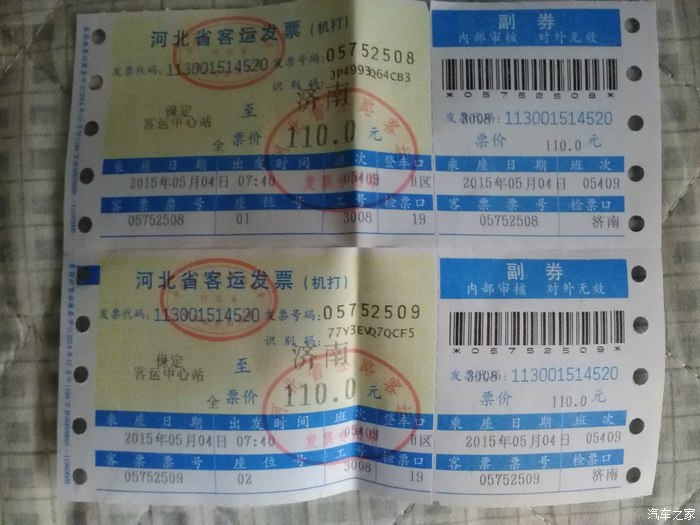 河北省客运发票(机打)
发票代码:113001514520 发票号码:05752508
识别码:JP4993Q64CB3
保定 至 济南
客运中心站
全 票价 110.0 元
乘座日期 出发时间 班次 登车口
2015年05月04日 07:40 05409 B区
客票票号 座位号 工号 检票口
05752508 01 3008 19
副券
内部审核 对外无效
*05752508*
发票代码:113001514520
3008
票价 110.0 元
乘座日期 班次
2015年05月04日 05409
客票票号 检票口
05752508 济南
河北省客运发票(机打)
发票代码:113001514520 发票号码:05752509
识别码:77Y3EVQ7QCF5
保定 至 济南
客运中心站
全 票价 110.0 元
乘座日期 出发时间 班次 登车口
2015年05月04日 07:40 05409 B区
客票票号 座位号 工号 检票口
05752509 02 3008 19
副券
内部审核 对外无效
*05752509*
发票代码:113001514520
3008
票价 110.0 元
乘座日期 班次
2015年05月04日 05409
客票票号 检票口
05752509 济南
汽车之家